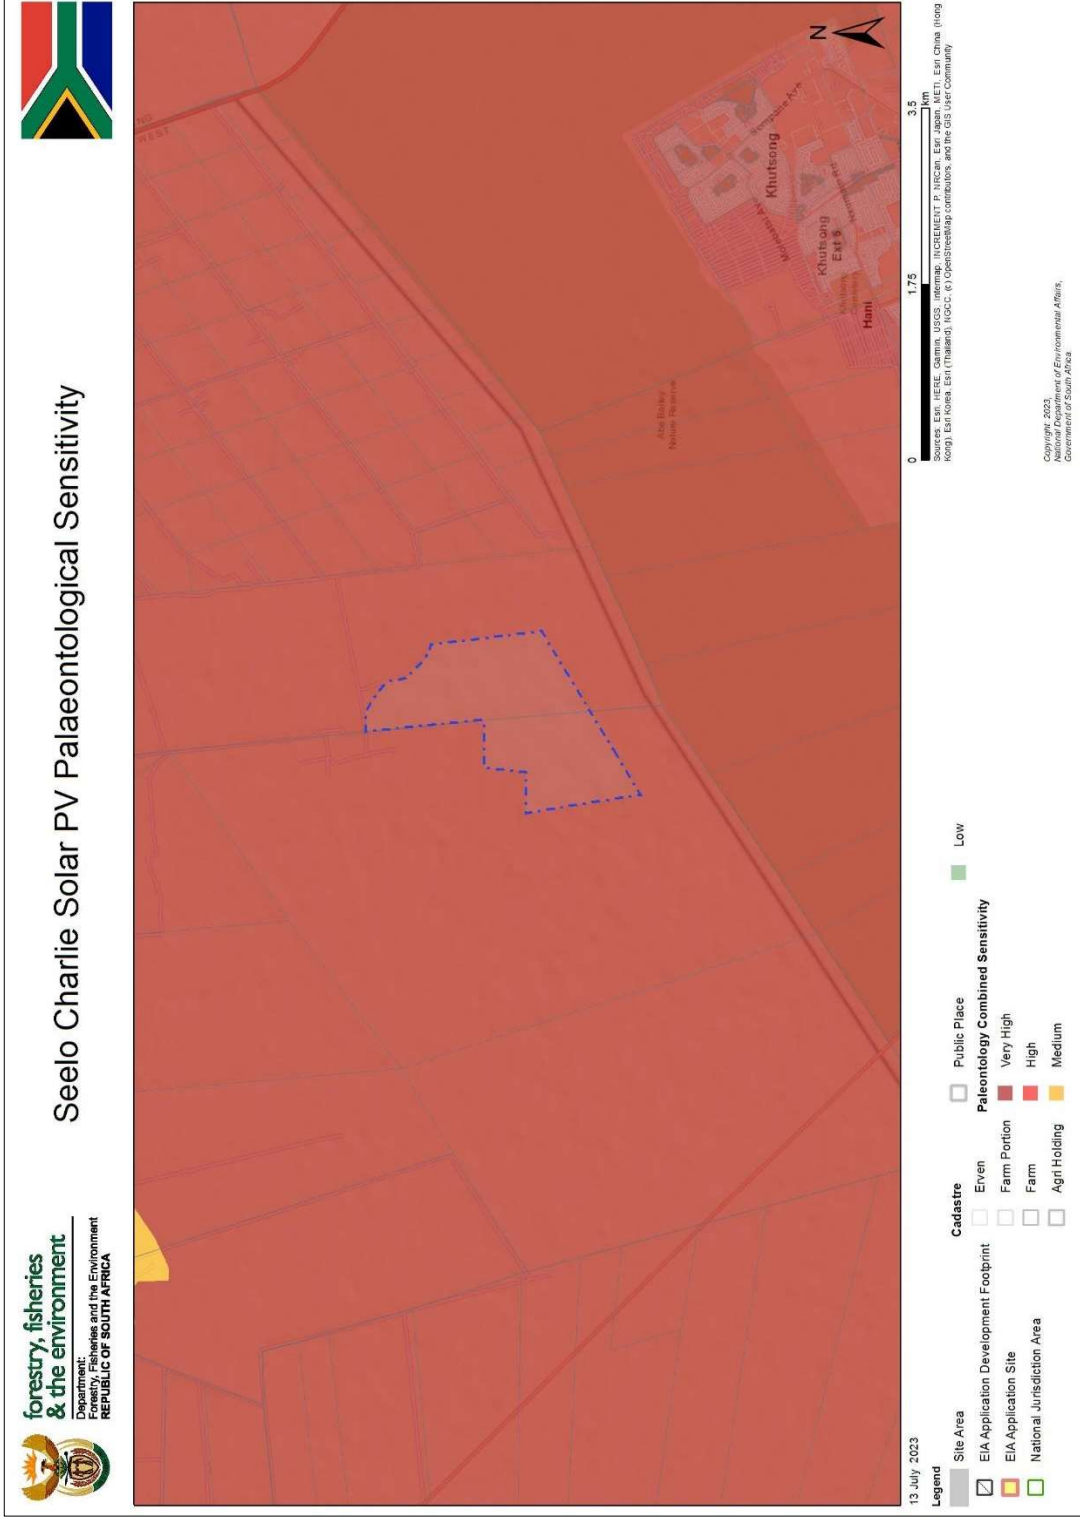 forestry, fisheries
& the environment
Department:
Forestry, Fisheries and the Environment
REPUBLIC OF SOUTH AFRICA
Seelo Charlie Solar PV Palaeontological Sensitivity
WEST
N
Abe Bailey
Nature Reserve
Khutsong
Khutsong
Ext 5
Hani
13 July 2023
0
1.75
3.5
km
Sources: Esri, HERE, Garmin, USGS, Intermap, INCREMENT P, NRCan, Esri Japan, METI, Esri China (Hong
Kong), Esri Korea, Esri (Thailand), NGCC, (c) OpenStreetMap contributors, and the GIS User Community
Legend
Site Area
EIA Application Development Footprint
EIA Application Site
National Jurisdiction Area
Cadastre
Erven
Farm Portion
Farm
Agri Holding
Public Place
Paleontology Combined Sensitivity
Very High
High
Medium
Low
Copyright 2023,
National Department of Environmental Affairs,
Government of South Africa